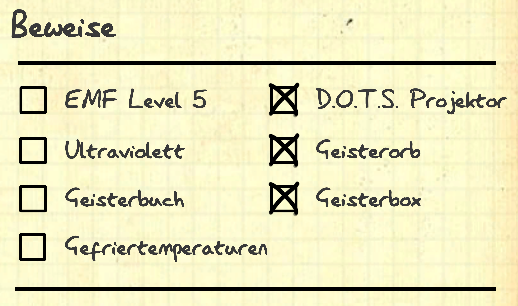 Beweise
EMF Level 5 D.O.T.S. Projektor
Ultraviolett Geisterorb
Geisterbuch Geisterbox
Gefriertemperaturen